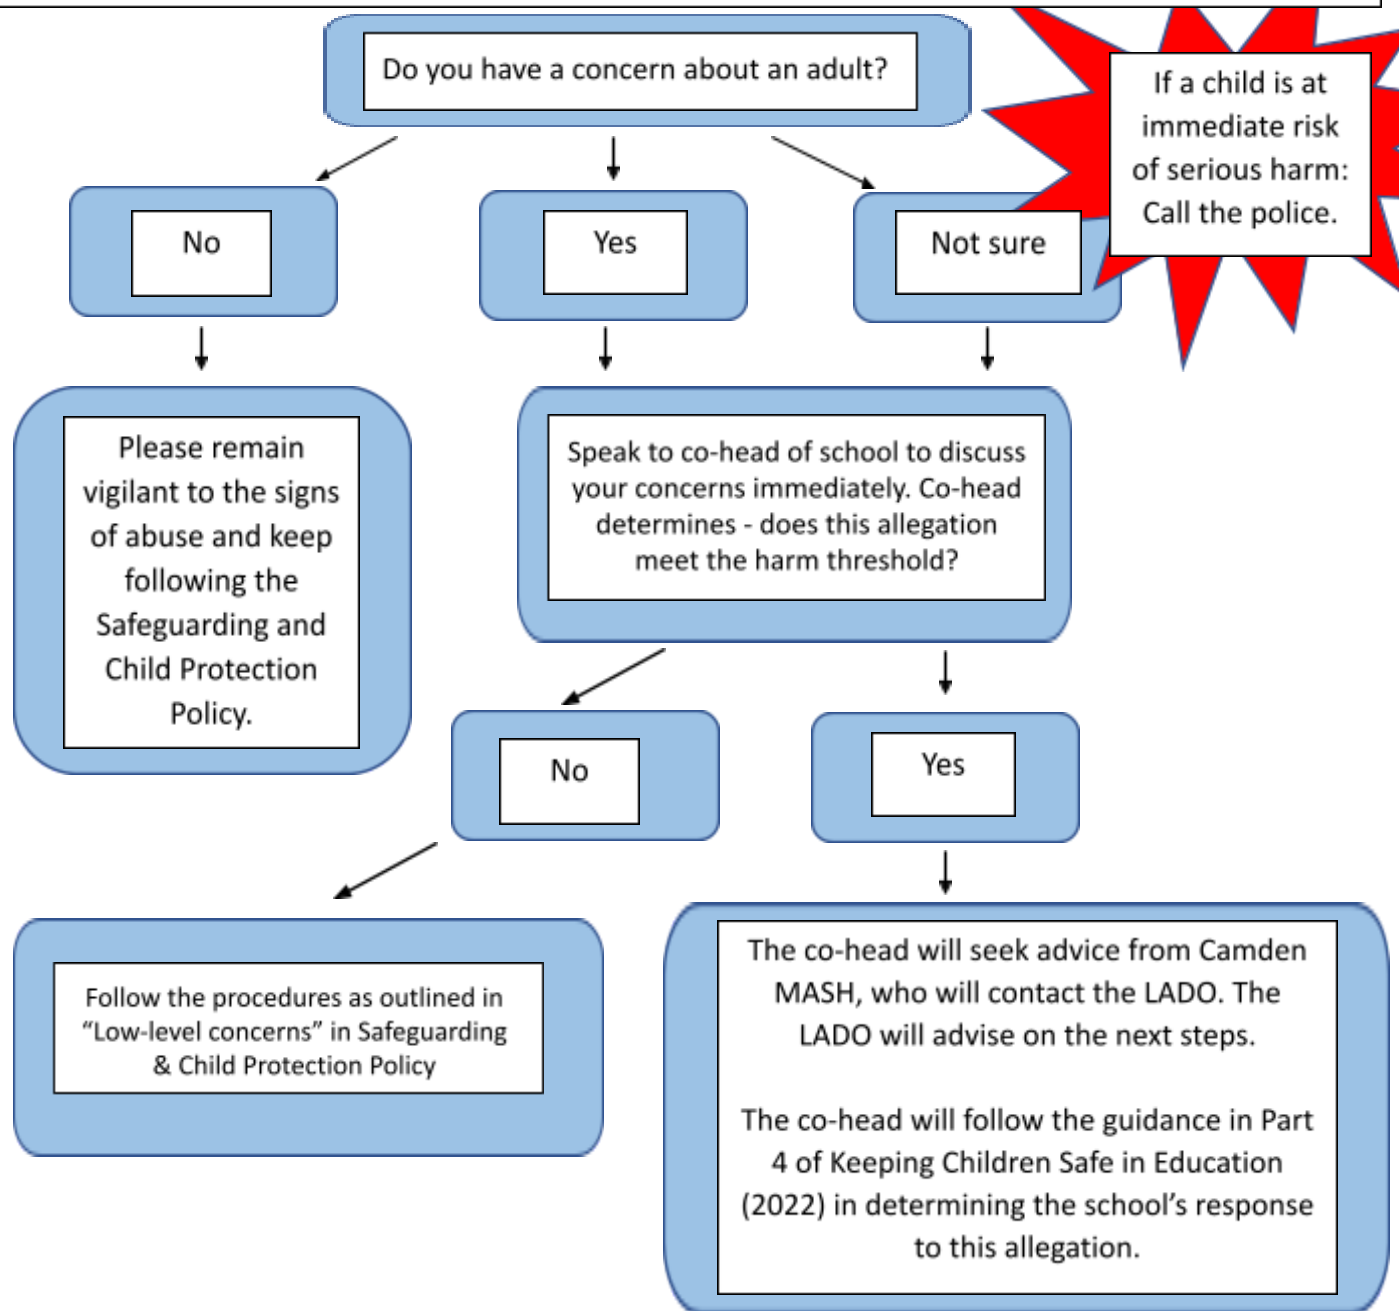 Do you have a concern about an adult?
If a child is at
immediate risk
of serious harm:
Call the police.
No
Yes
Not sure
Please remain
vigilant to the signs
of abuse and keep
following the
Safeguarding and
Child Protection
Policy.
Speak to co-head of school to discuss
your concerns immediately. Co-head
determines - does this allegation
meet the harm threshold?
No
Yes
Follow the procedures as outlined in
“Low-level concerns” in Safeguarding
& Child Protection Policy
The co-head will seek advice from Camden
MASH, who will contact the LADO. The
LADO will advise on the next steps.
The co-head will follow the guidance in Part
4 of Keeping Children Safe in Education
(2022) in determining the school’s response
to this allegation.